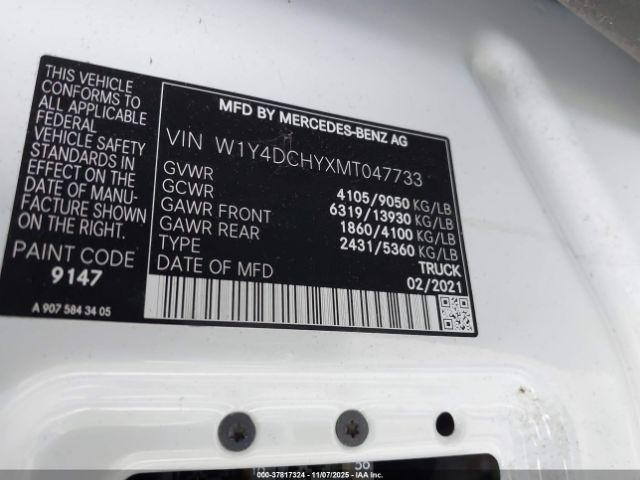 THIS VEHICLE
CONFORMS TO
ALL APPLICABLE
FEDERAL
VEHICLE SAFETY
STANDARDS IN
EFFECT ON THE
DATE OF MANU-
FACTURE SHOWN
ON THE RIGHT.
PAINT CODE
9147
A 907 584 34 05
MFD BY MERCEDES-BENZ AG
VIN W1Y4DCHYXMT047733
GVWR 4105/9050 KG/LB
GCWR 6319/13930 KG/LB
GAWR FRONT 1860/4100 KG/LB
GAWR REAR 2431/5360 KG/LB
TYPE TRUCK
DATE OF MFD 02/2021
00-37817324 - 11/07/2025 - IAAI.COM